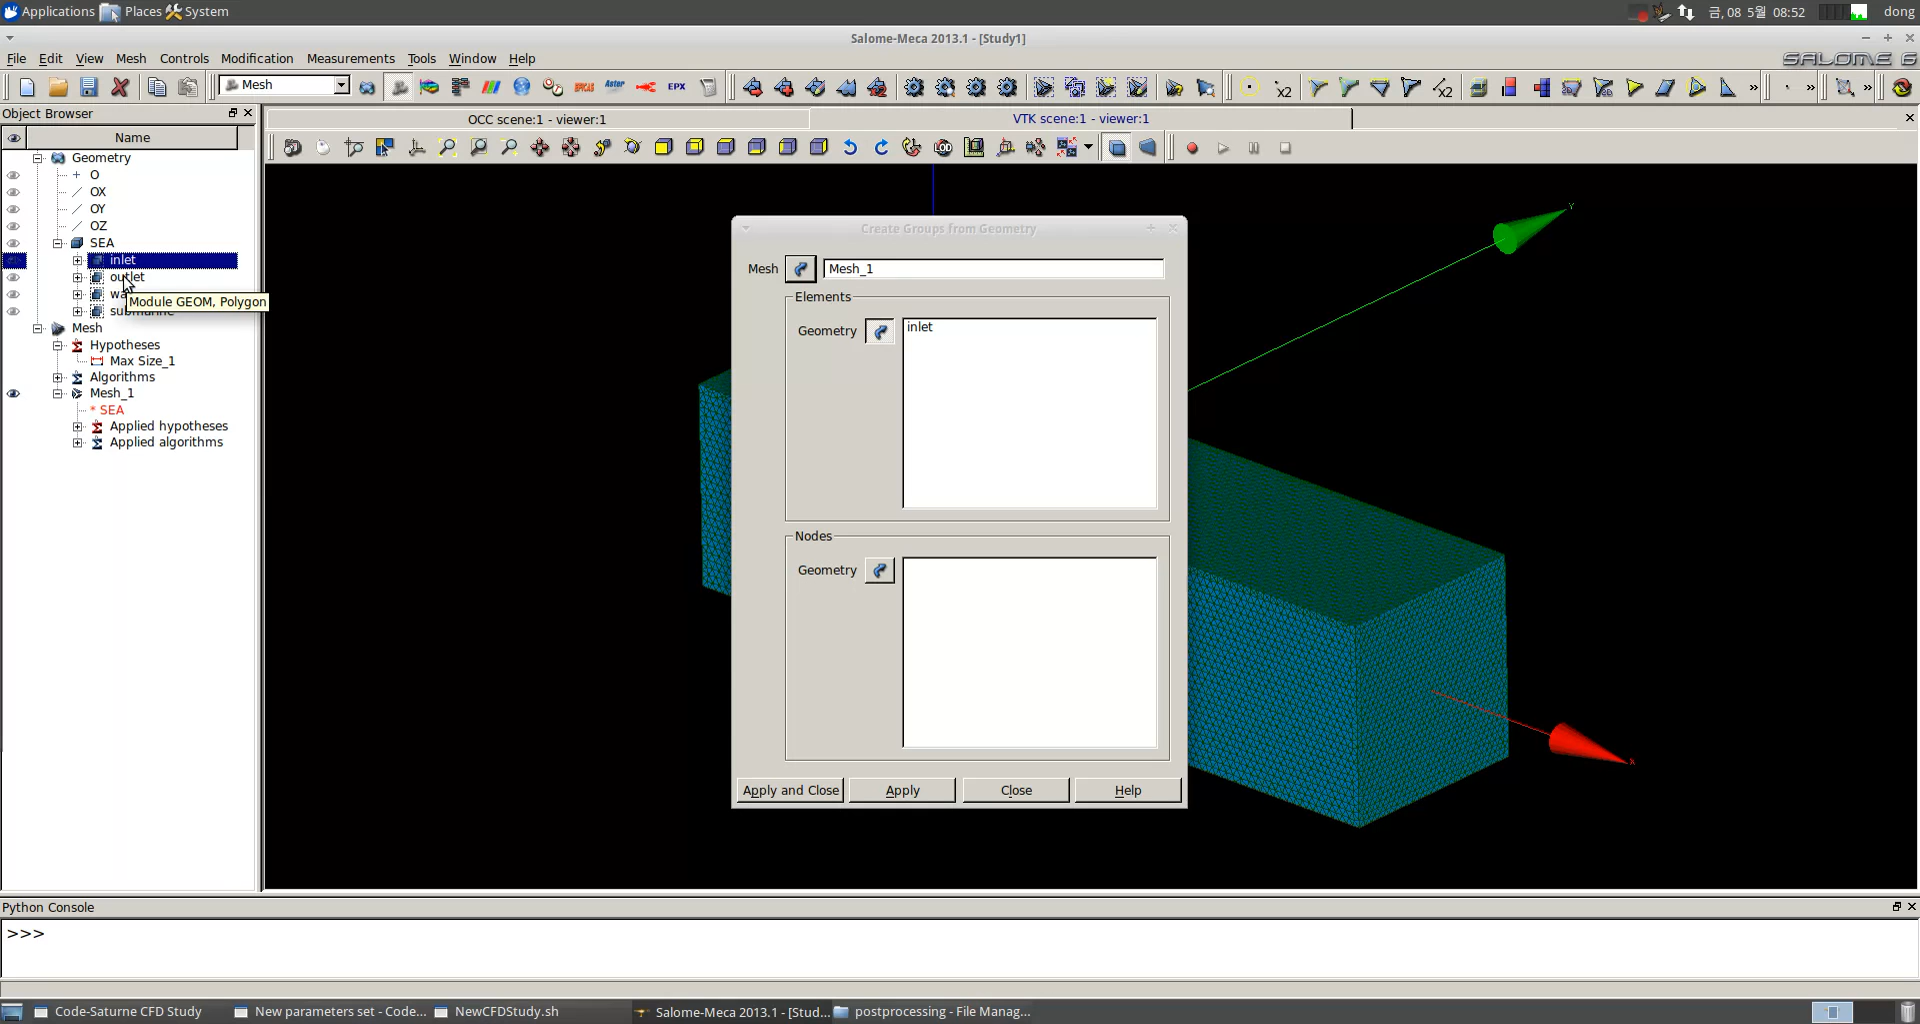 Applications Places System
금, 08 5월 08:52
dong
Salome-Meca 2013.1 - [Study1]
File Edit View Mesh Controls Modification Measurements Tools Window Help
SALOME 6
Mesh
EPX
x2
x2
Object Browser
Name
OCC scene:1 - viewer:1
VTK scene:1 - viewer:1
LOD
Geometry
O
OX
OY
OZ
SEA
inlet
outlet
Module GEOM, Polygon
submarine
Mesh
Hypotheses
Max Size_1
Algorithms
Mesh_1
* SEA
Applied hypotheses
Applied algorithms
Create Groups from Geometry
Mesh
Mesh_1
Elements
Geometry
inlet
Nodes
Geometry
Apply and Close
Apply
Close
Help
Y
X
Python Console
>>>
Code-Saturne CFD Study
New parameters set - Code...
NewCFDStudy.sh
Salome-Meca 2013.1 - [Stud...
postprocessing - File Manag...